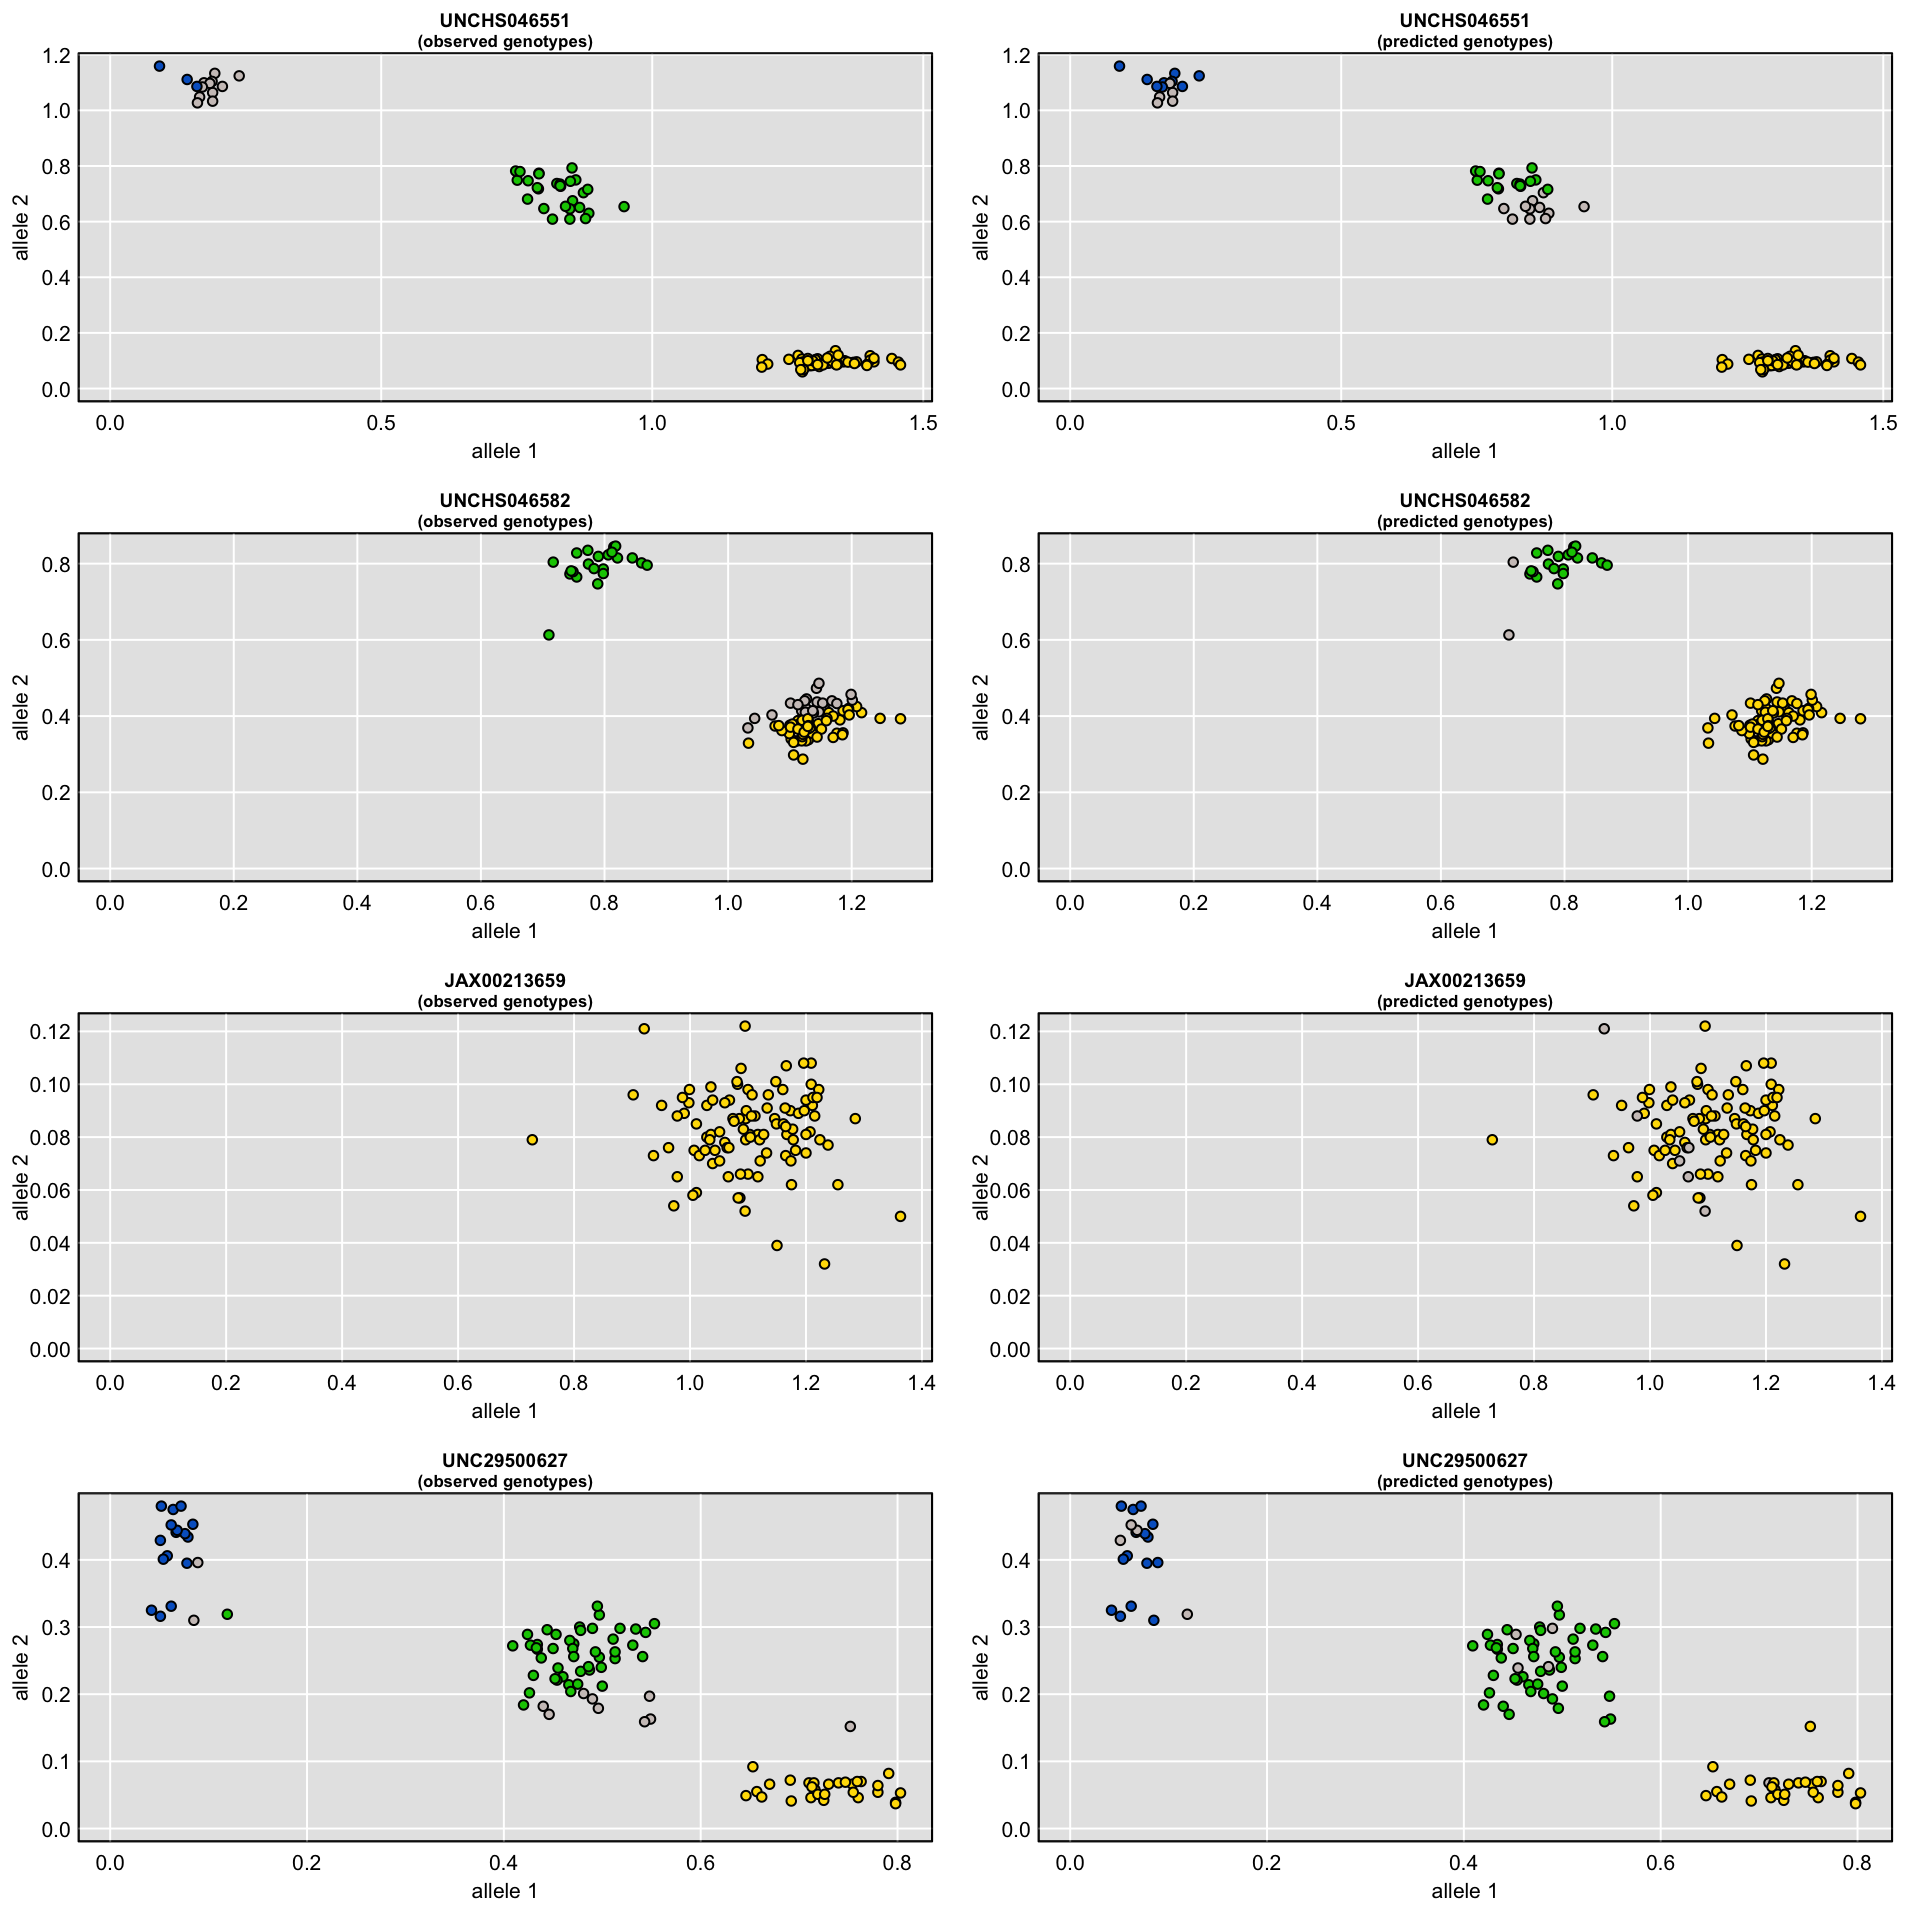 UNCHS046551
(observed genotypes)
1.2
1.0
0.8
0.6
0.4
0.2
0.0
allele 2
0.0 0.5 1.0 1.5
allele 1
UNCHS046551
(predicted genotypes)
1.2
1.0
0.8
0.6
0.4
0.2
0.0
allele 2
0.0 0.5 1.0 1.5
allele 1
UNCHS046582
(observed genotypes)
0.8
0.6
0.4
0.2
0.0
allele 2
0.0 0.2 0.4 0.6 0.8 1.0 1.2
allele 1
UNCHS046582
(predicted genotypes)
0.8
0.6
0.4
0.2
0.0
allele 2
0.0 0.2 0.4 0.6 0.8 1.0 1.2
allele 1
JAX00213659
(observed genotypes)
0.12
0.10
0.08
0.06
0.04
0.02
0.00
allele 2
0.0 0.2 0.4 0.6 0.8 1.0 1.2 1.4
allele 1
JAX00213659
(predicted genotypes)
0.12
0.10
0.08
0.06
0.04
0.02
0.00
allele 2
0.0 0.2 0.4 0.6 0.8 1.0 1.2 1.4
allele 1
UNC29500627
(observed genotypes)
0.4
0.3
0.2
0.1
0.0
allele 2
0.0 0.2 0.4 0.6 0.8
allele 1
UNC29500627
(predicted genotypes)
0.4
0.3
0.2
0.1
0.0
allele 2
0.0 0.2 0.4 0.6 0.8
allele 1